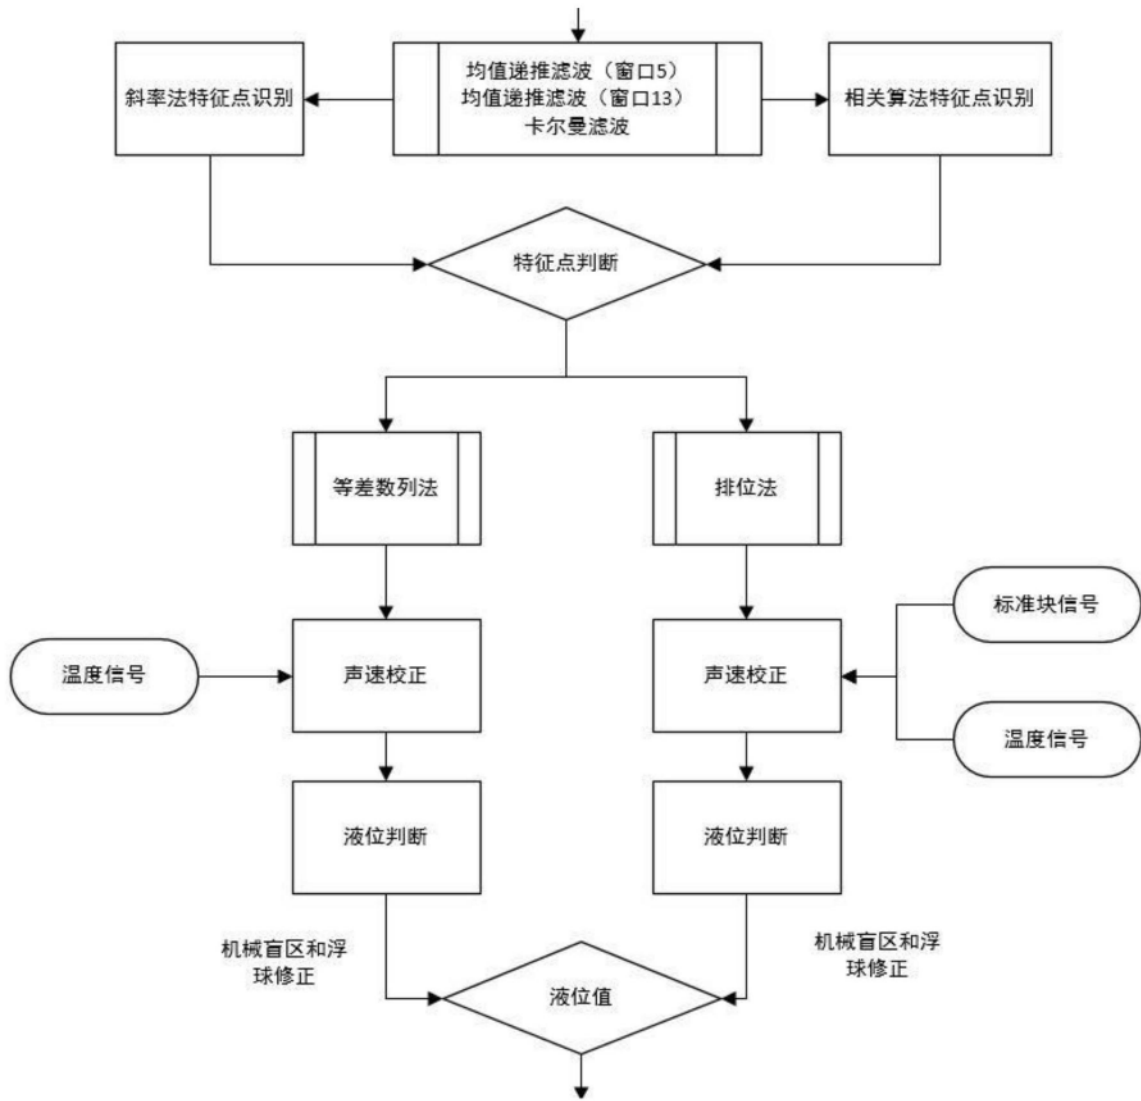 斜率法特征点识别
均值递推滤波（窗口5）
均值递推滤波（窗口13）
卡尔曼滤波
相关算法特征点识别
特征点判断
等差数列法
排位法
温度信号
声速校正
声速校正
标准块信号
温度信号
液位判断
液位判断
机械盲区和浮
球修正
机械盲区和浮
球修正
液位值